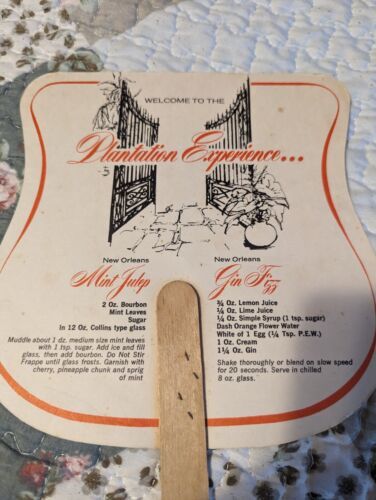 WELCOME TO THE
Plantation Experience...
New Orleans
Mint Julep
2 Oz. Bourbon
Mint Leaves
Sugar
In 12 Oz. Collins type glass
Muddle about 1 dz. medium size mint leaves
with 1 tsp. sugar. Add ice and fill
glass, then add bourbon. Do Not Stir
Frappe until glass frosts. Garnish with
cherry, pineapple chunk and sprig
of mint
New Orleans
Gin Fizz
¾ Oz. Lemon Juice
¼ Oz. Lime Juice
¼ Oz. Simple Syrup (1 tsp. sugar)
Dash Orange Flower Water
White of 1 Egg (¼ Tsp. P.E.W.)
1 Oz. Cream
1¼ Oz. Gin
Shake thoroughly or blend on slow speed
for 20 seconds. Serve in chilled
8 oz. glass.